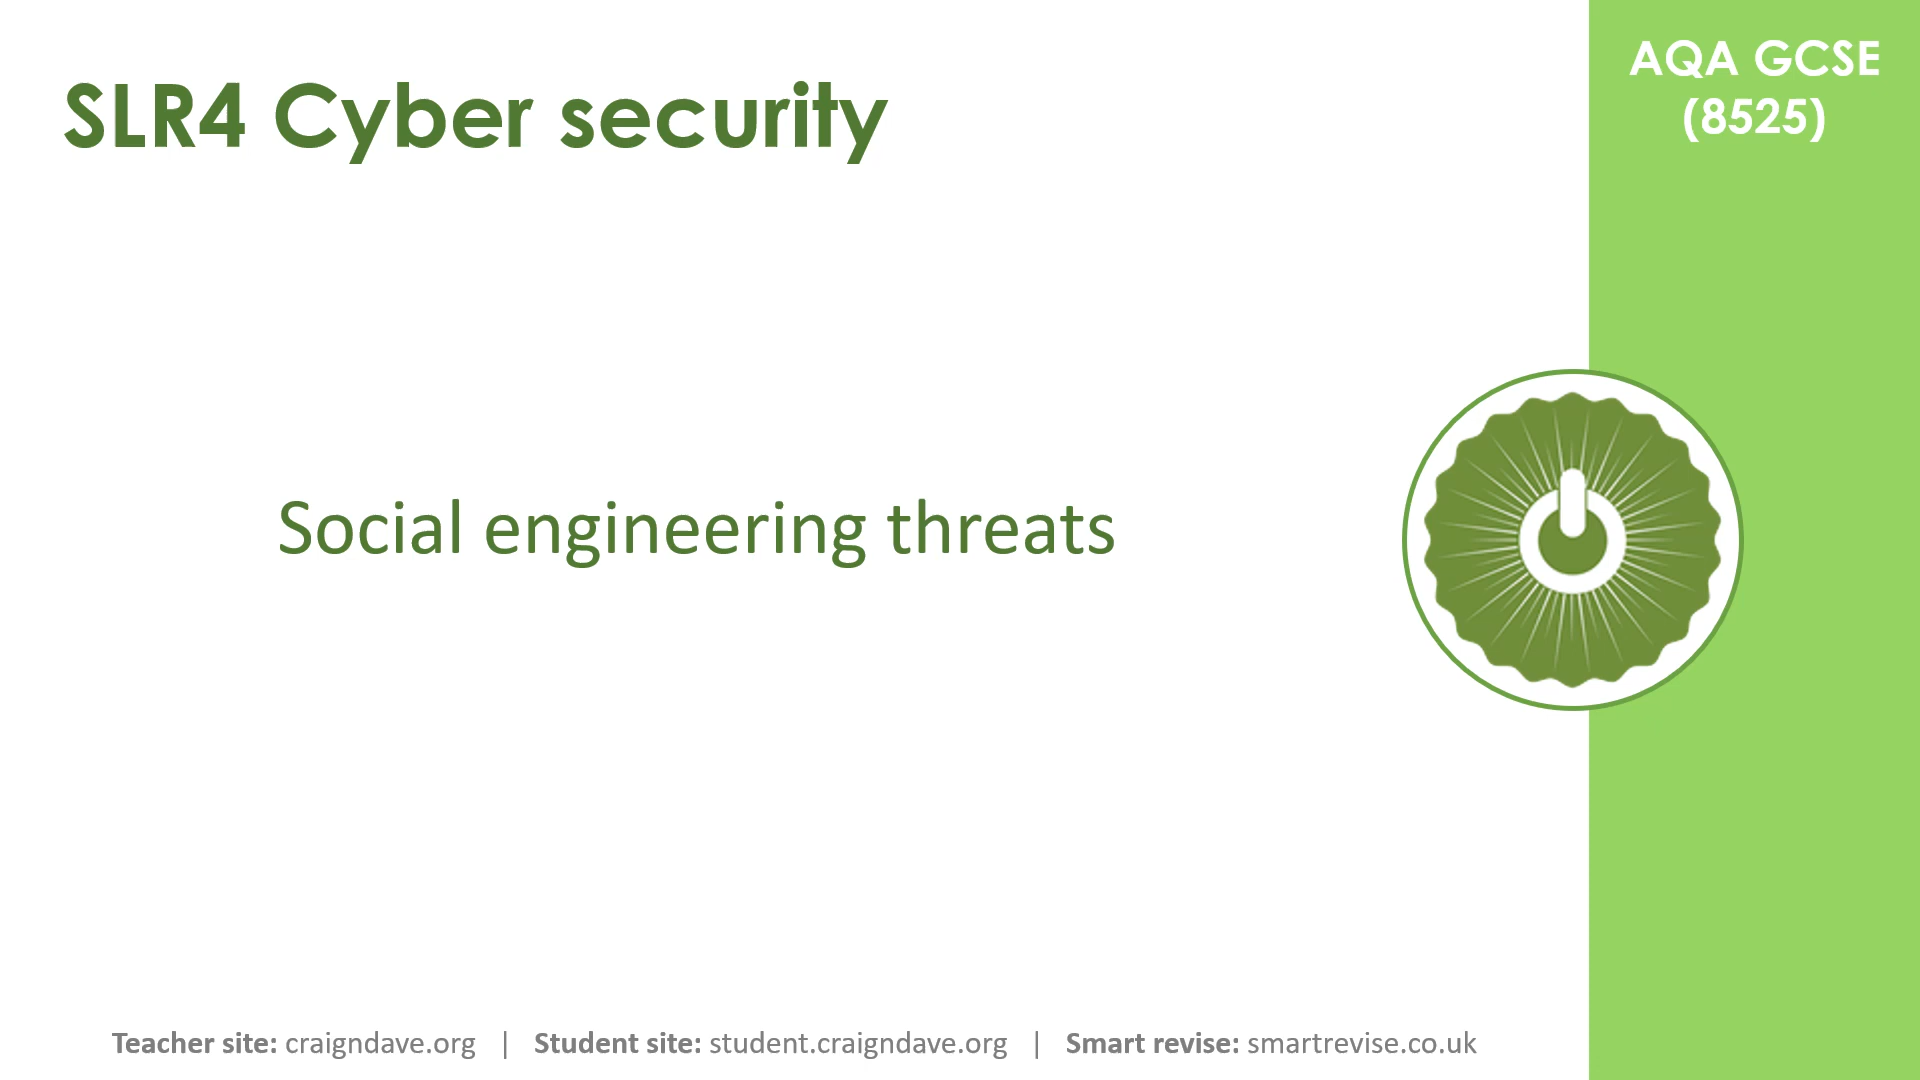 SLR4 Cyber security
AQA GCSE
(8525)
Social engineering threats
Teacher site: craigndave.org | Student site: student.craigndave.org | Smart revise: smartrevise.co.uk